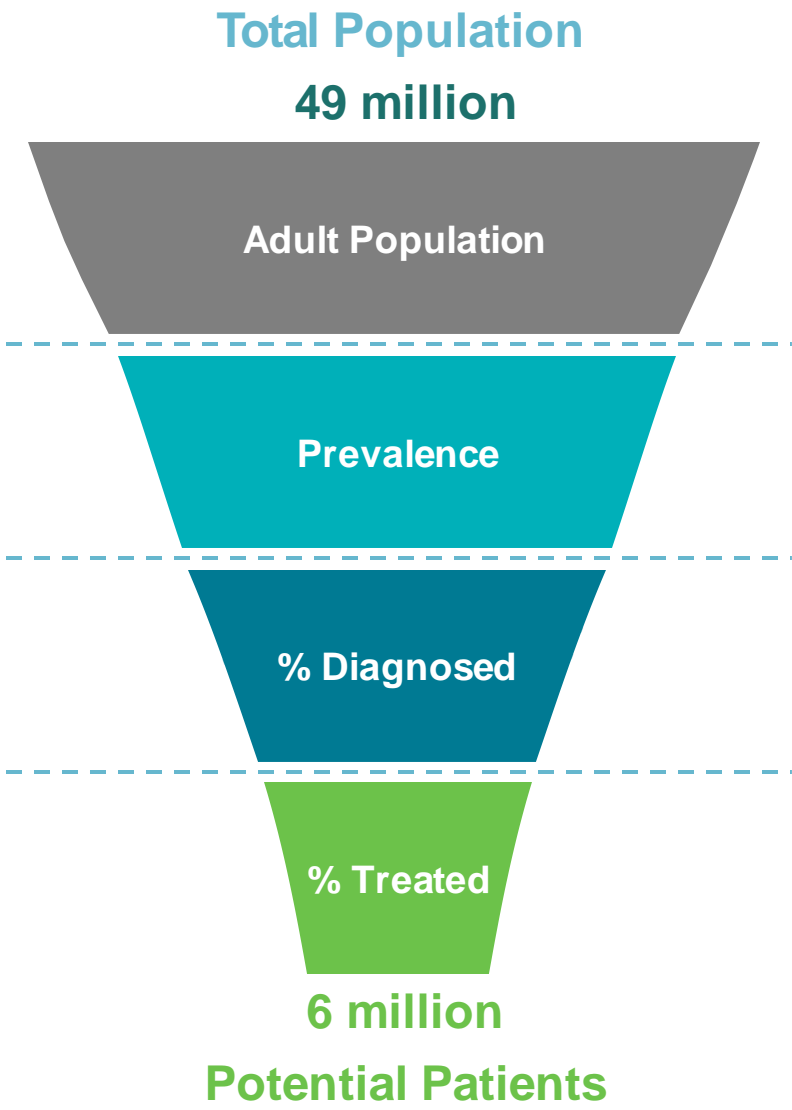 Total Population
49 million
Adult Population
Prevalence
% Diagnosed
% Treated
6 million
Potential Patients